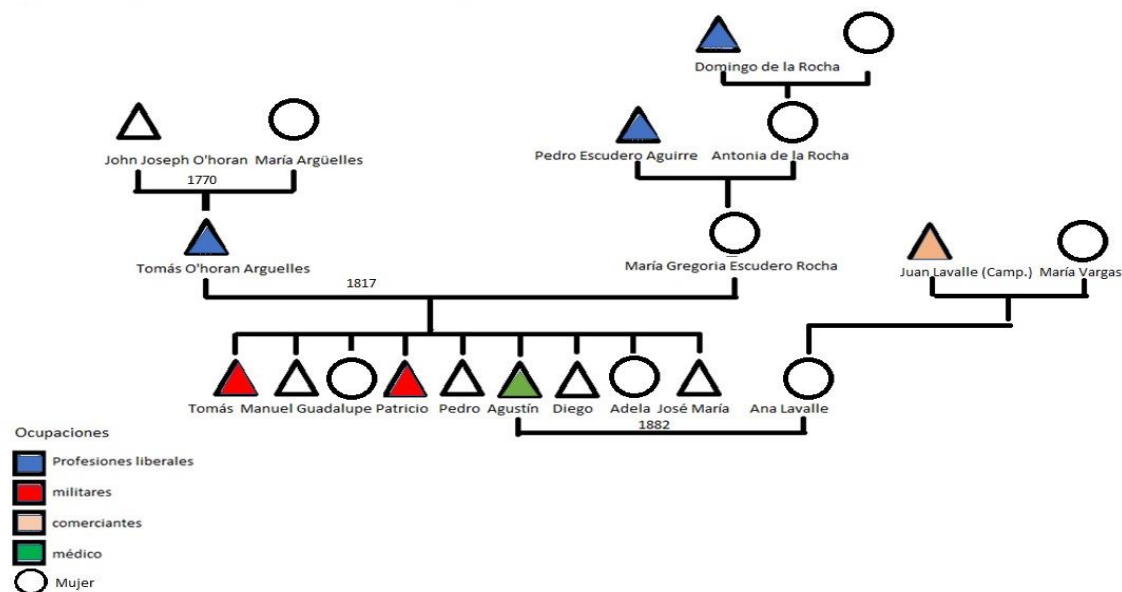 Domingo de la Rocha
John Joseph O'horan María Argüelles
Pedro Escudero Aguirre Antonia de la Rocha
1770
Tomás O'horan Arguelles
María Gregoria Escudero Rocha
Juan Lavalle (Camp.) María Vargas
1817
Tomás Manuel Guadalupe Patricio Pedro Agustín Diego Adela José María Ana Lavalle
1882
Ocupaciones
Profesiones liberales
militares
comerciantes
médico
Mujer